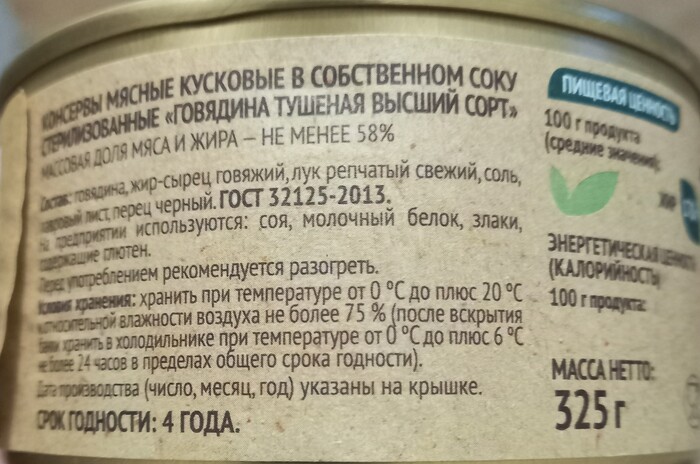 КОНСЕРВЫ МЯСНЫЕ КУСКОВЫЕ В СОБСТВЕННОМ СОКУ
СТЕРИЛИЗОВАННЫЕ «ГОВЯДИНА ТУШЕНАЯ ВЫСШИЙ СОРТ»
МАССОВАЯ ДОЛЯ МЯСА И ЖИРА – НЕ МЕНЕЕ 58%
Состав: говядина, жир-сырец говяжий, лук репчатый свежий, соль,
лавровый лист, перец черный. ГОСТ 32125-2013.
На предприятии используются: соя, молочный белок, злаки,
содержащие глютен.
Перед употреблением рекомендуется разогреть.
Условия хранения: хранить при температуре от 0 °С до плюс 20 °С
и относительной влажности воздуха не более 75 % (после вскрытия
банки хранить в холодильнике при температуре от 0 °С до плюс 6 °С
не более 24 часов в пределах общего срока годности).
Дата производства (число, месяц, год) указаны на крышке.
СРОК ГОДНОСТИ: 4 ГОДА.
ПИЩЕВАЯ ЦЕННОСТЬ
100 г продукта
(средние значения):
ЭНЕРГЕТИЧЕСКАЯ ЦЕННОСТЬ
(КАЛОРИЙНОСТЬ)
100 г продукта:
МАССА НЕТТО:
325 г